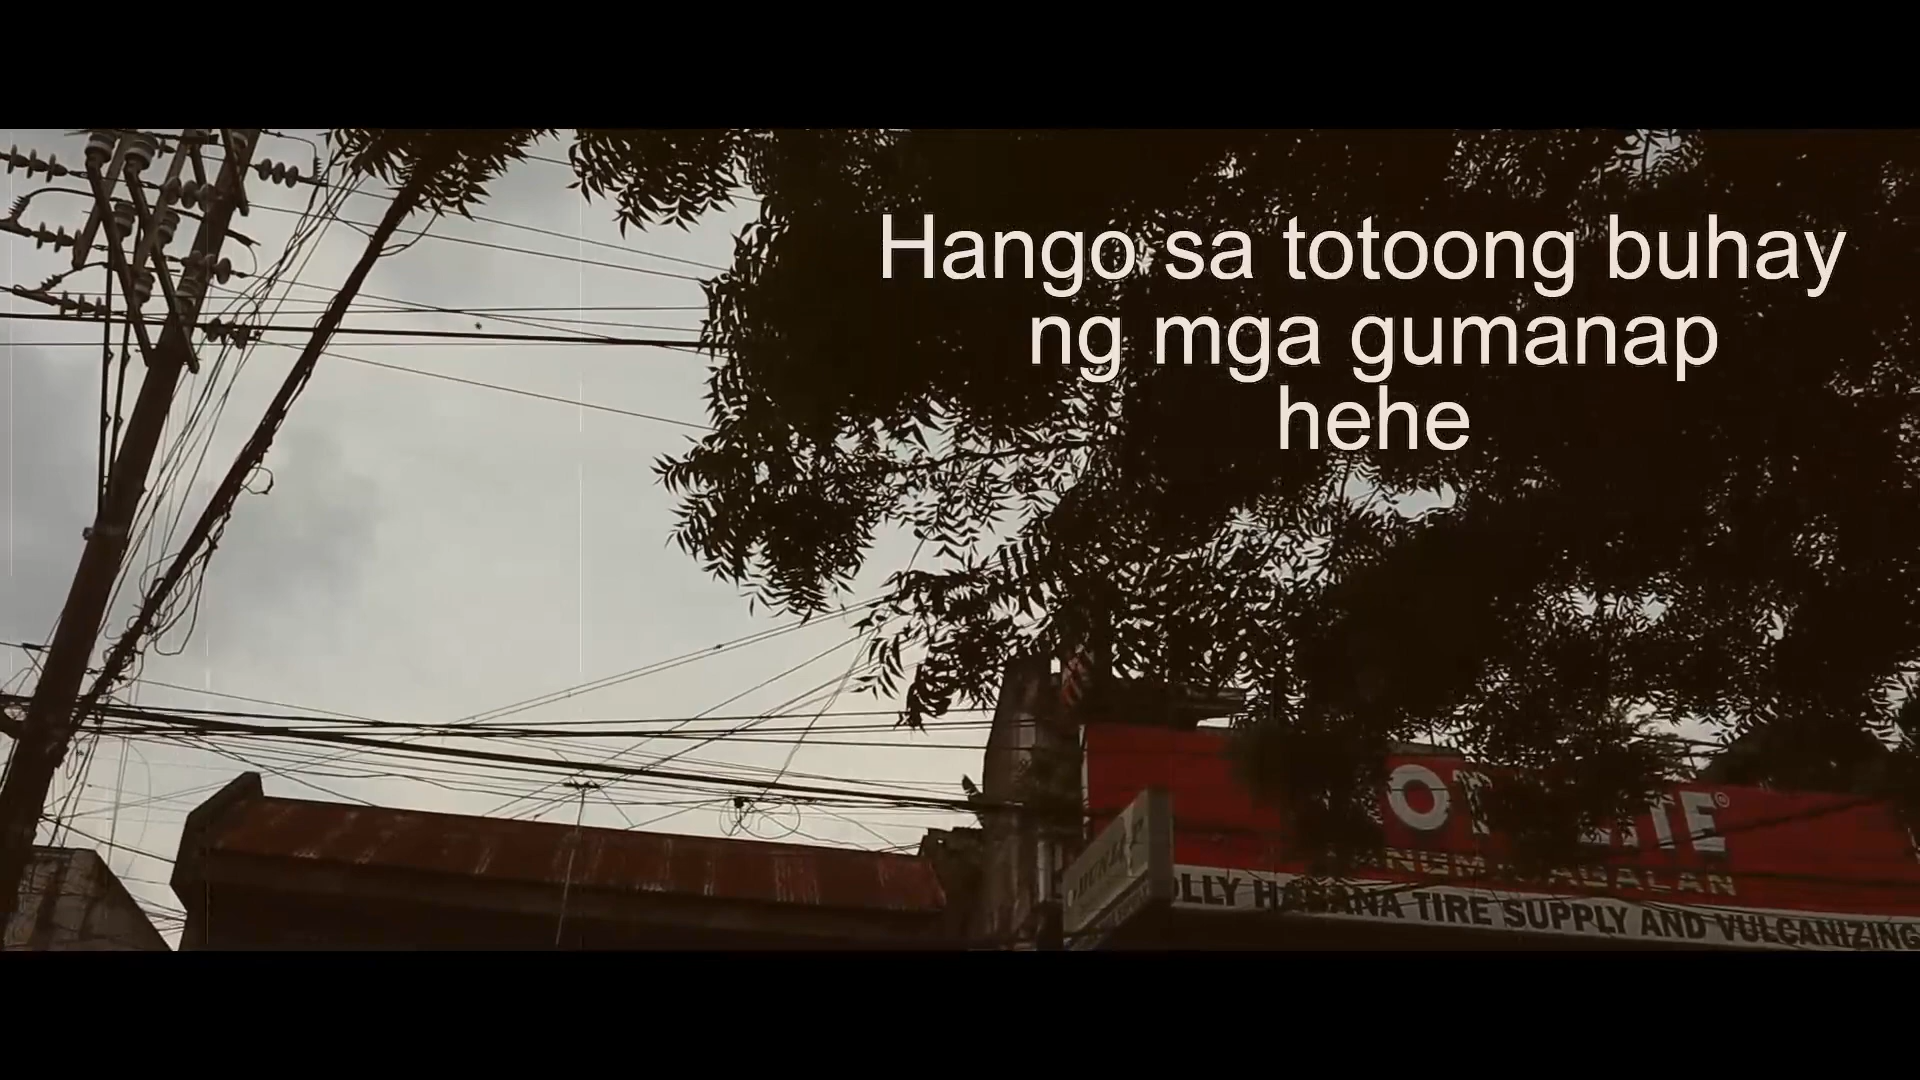 Hango sa totoong buhay
ng mga gumanap
hehe
TIRE SUPPLY AND VULCANIZING